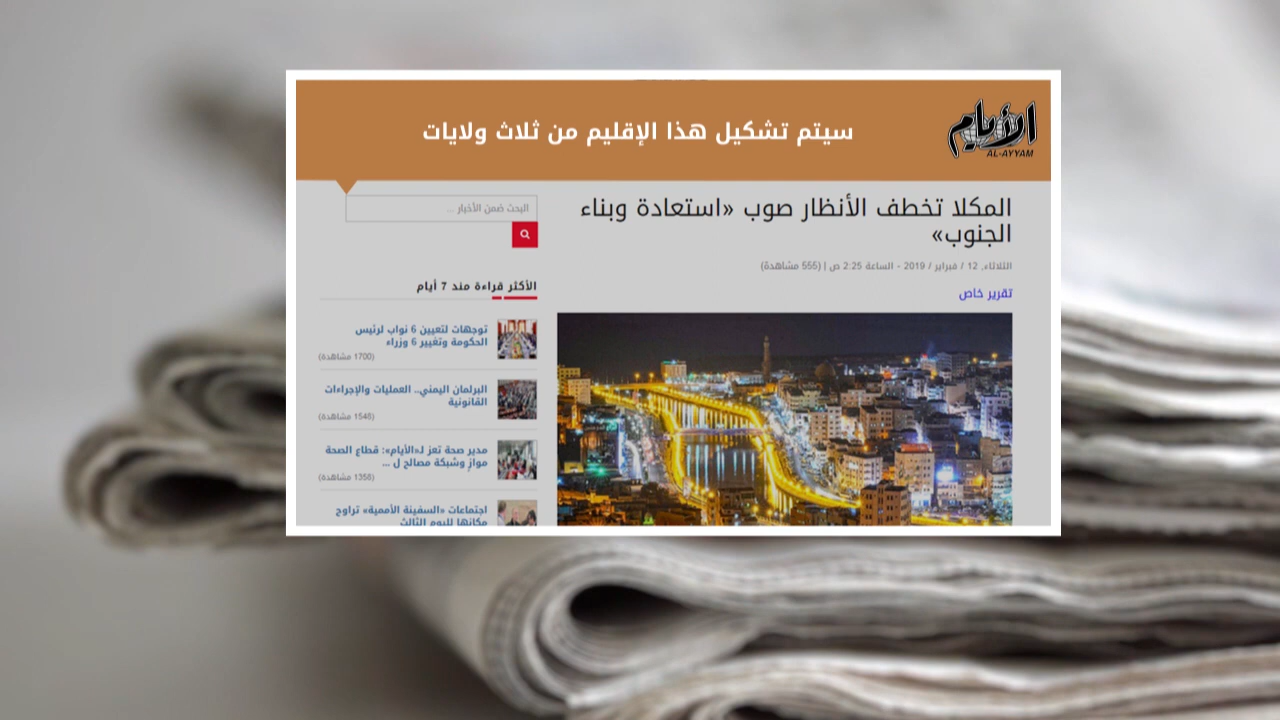 الأيام
AL-AYYAM
سيتم تشكيل هذا الإقليم من ثلاث ولايات
المكلا تخطف الأنظار صوب «استعادة وبناء
الجنوب»
الثلاثاء, 12 / فبراير / 2019 - الساعة 2:25 ص | (555 مشاهدة)
تقرير خاص
البحث ضمن الأخبار ...
الأكثر قراءة منذ 7 أيام
توجهات لتعيين 6 نواب لرئيس
الحكومة وتغيير 6 وزراء
(1700 مشاهدة)
البرلمان اليمني.. العمليات والإجراءات
القانونية
(1548 مشاهدة)
مدير صحة تعز لـ«الأيام»: قطاع الصحة
موازٍ وشبكة مصالح ل ...
(1356 مشاهدة)
اجتماعات «السفينة الأممية» تراوح
مكانها لليوم الثالث